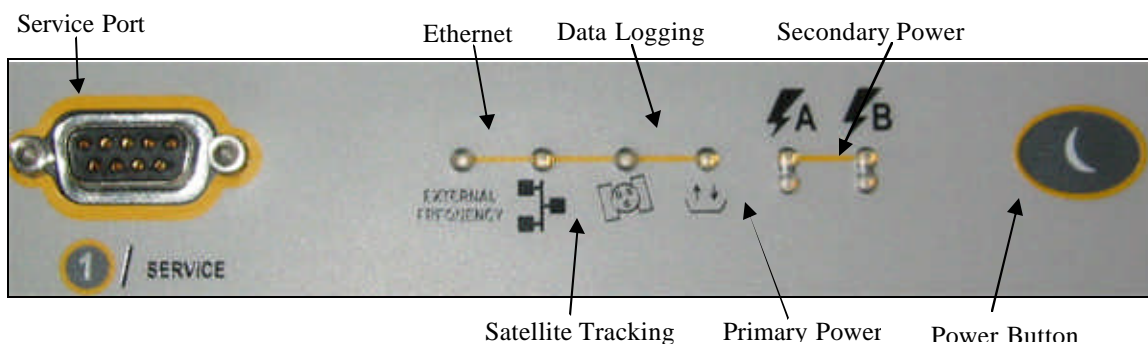 Service Port
Ethernet Data Logging Secondary Power
A B
EXTERNAL
FREQUENCY
1 / SERVICE
Satellite Tracking Primary Power Power Button